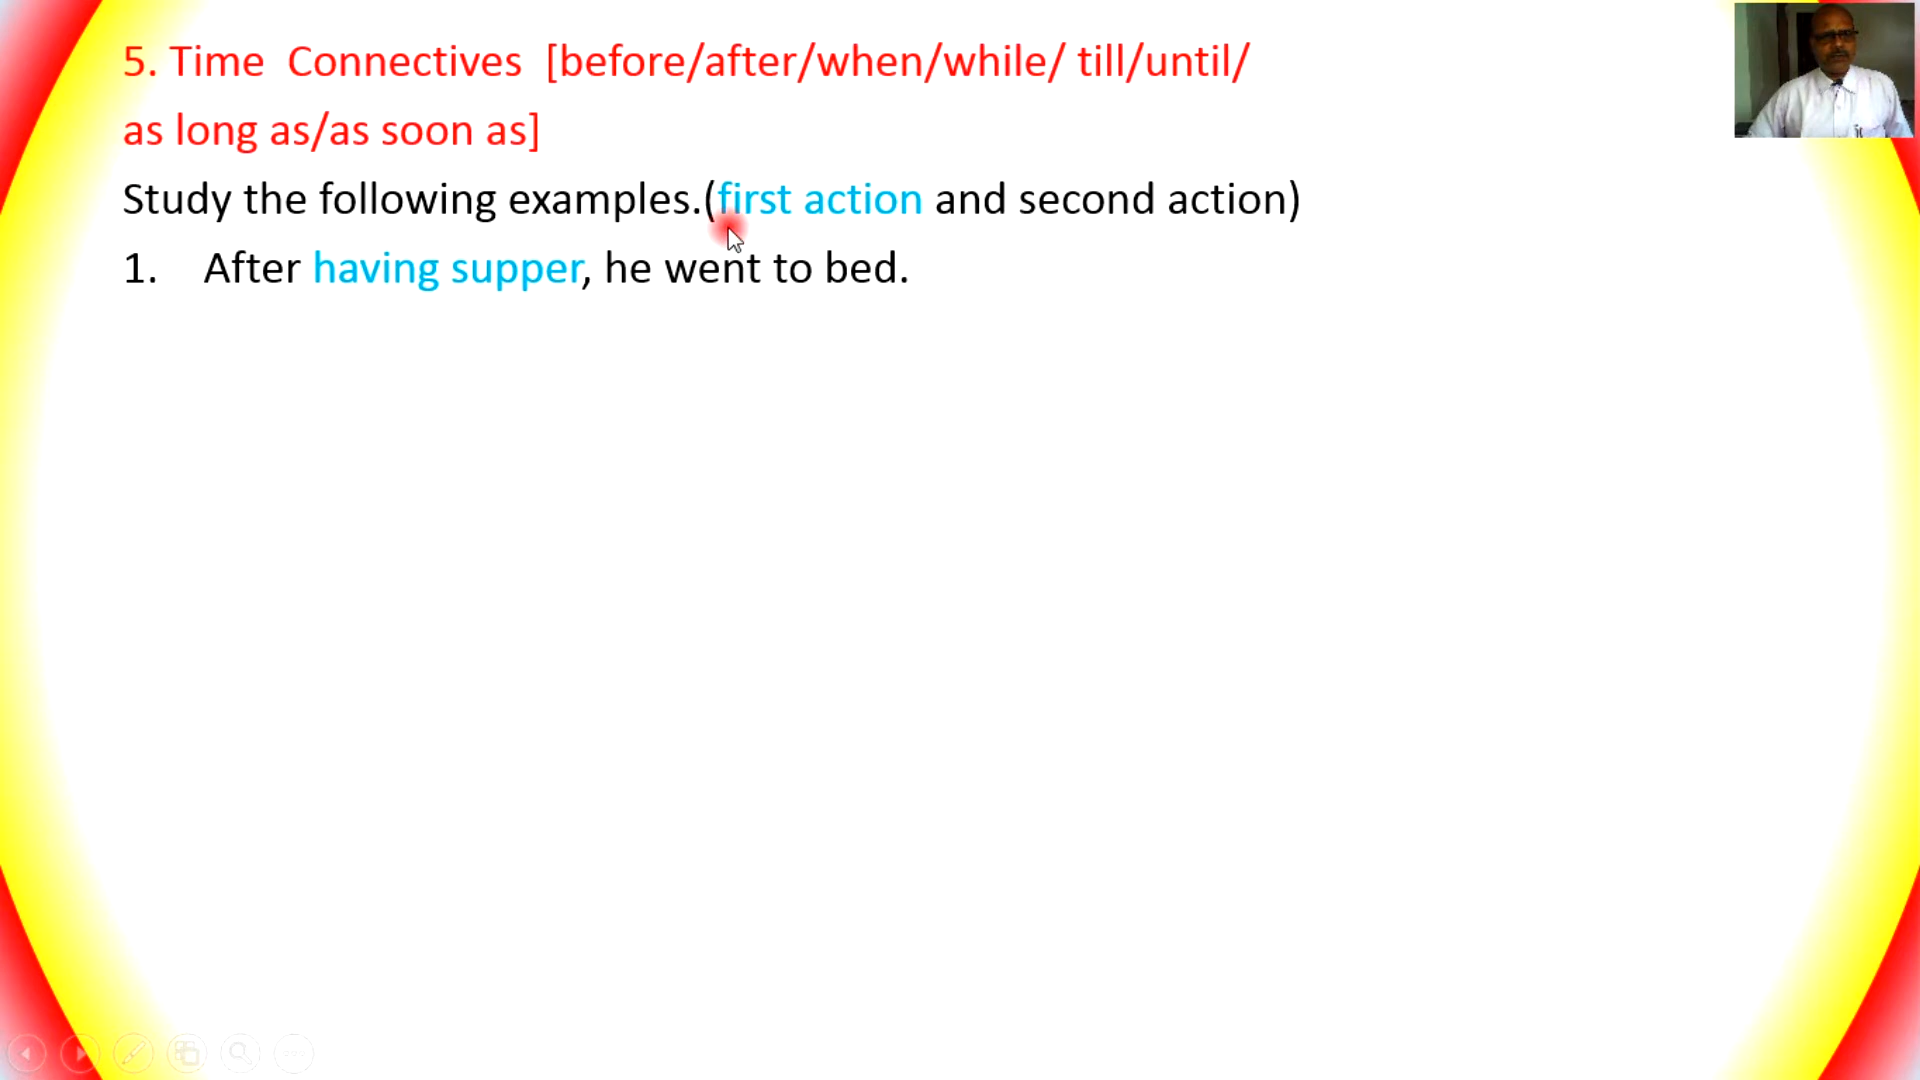 5. Time  Connectives  [before/after/when/while/ till/until/
as long as/as soon as]
Study the following examples.(first action and second action)
1. After having supper, he went to bed.